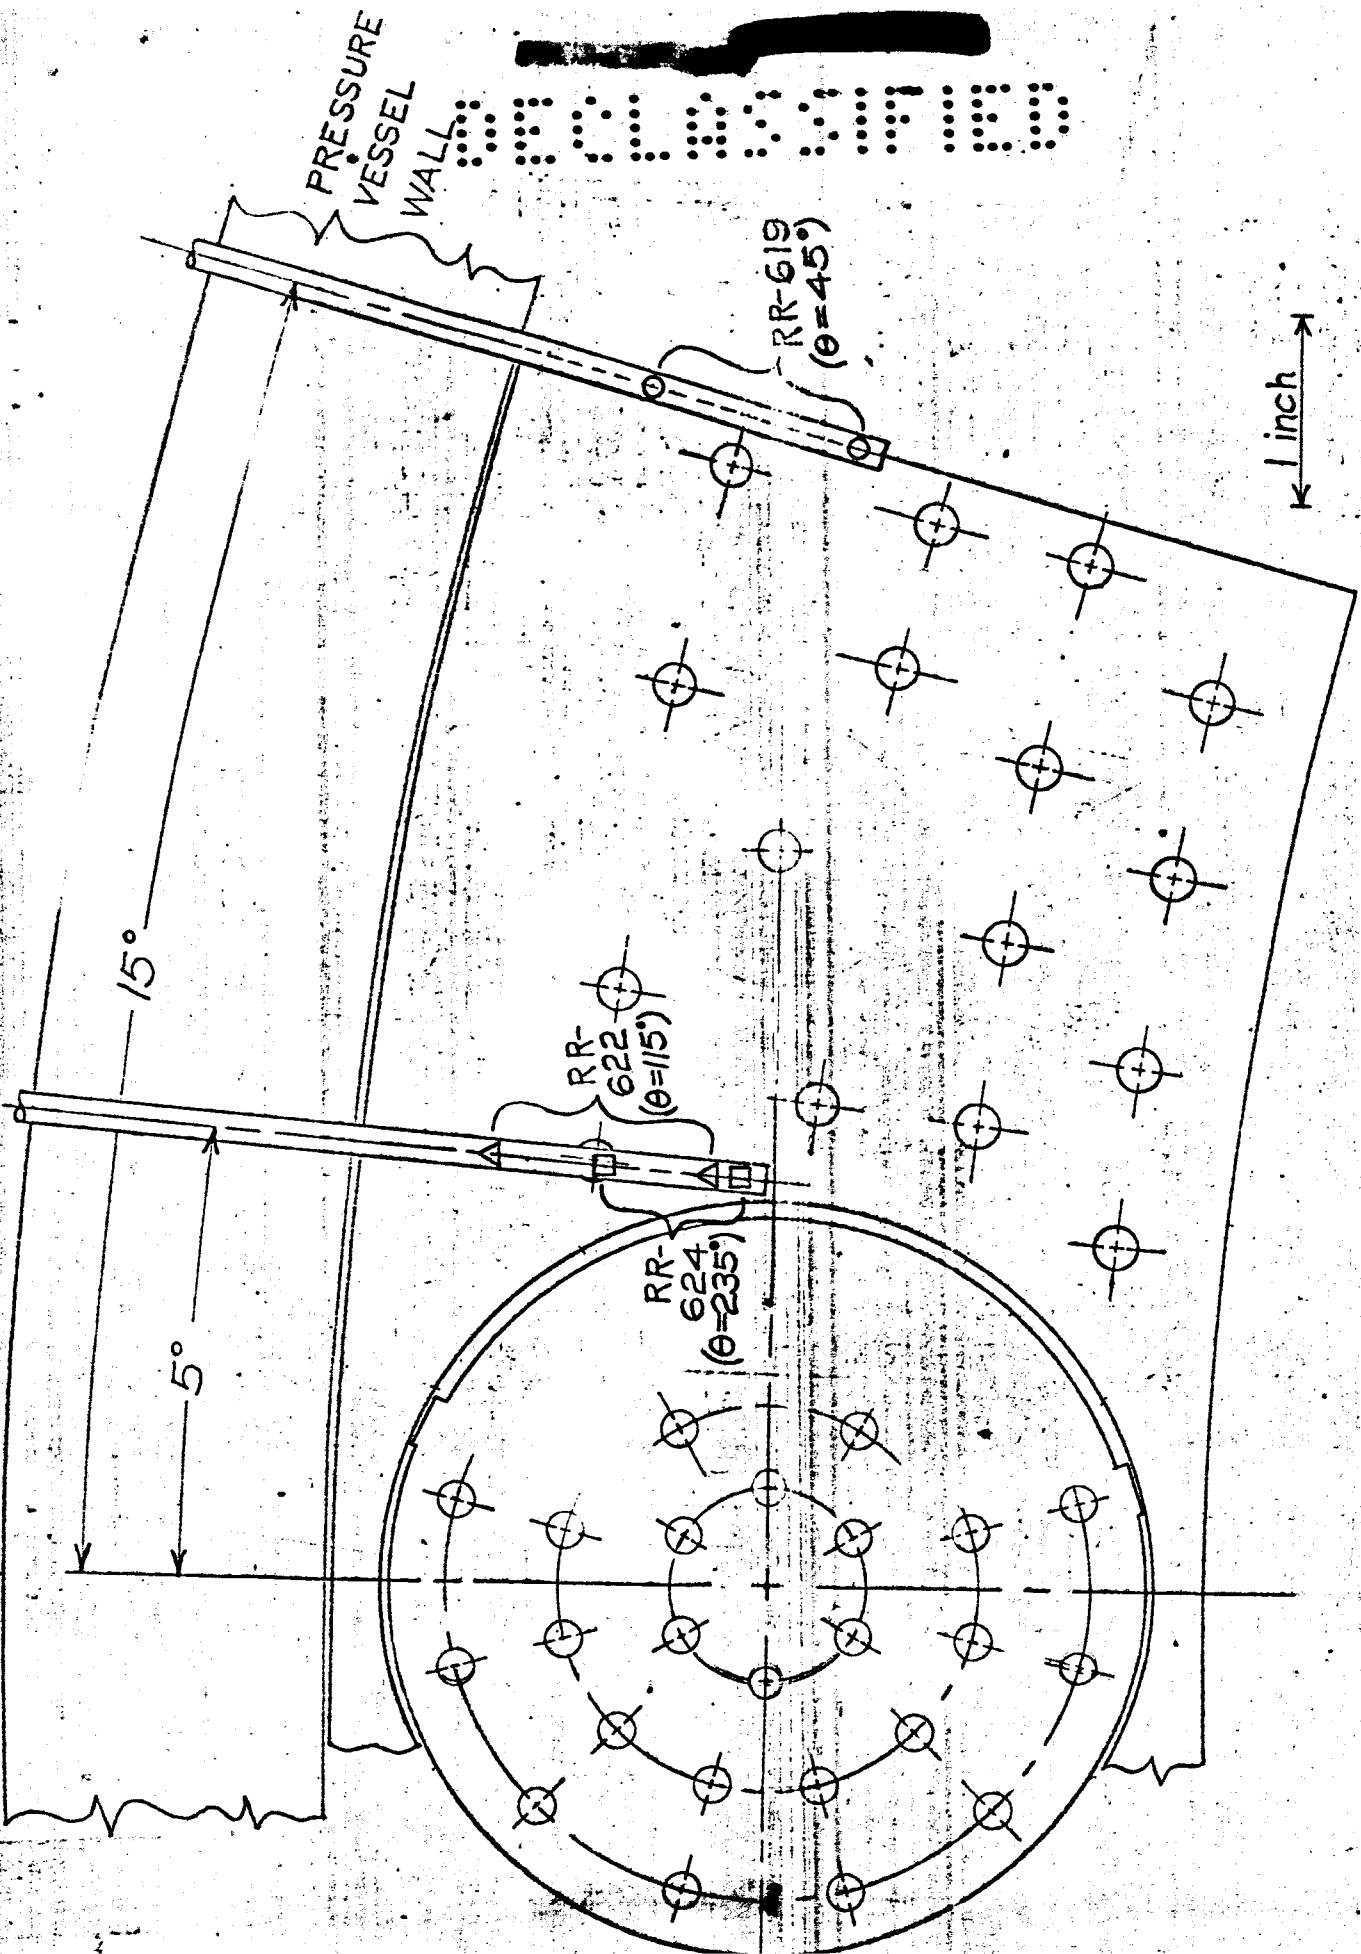 DECLASSIFIED
PRESSURE
VESSEL
WALL
RR-619
(θ=45°)
1 inch
15°
RR-
622
(θ=115°)
RR-
624
(θ=235°)
5°